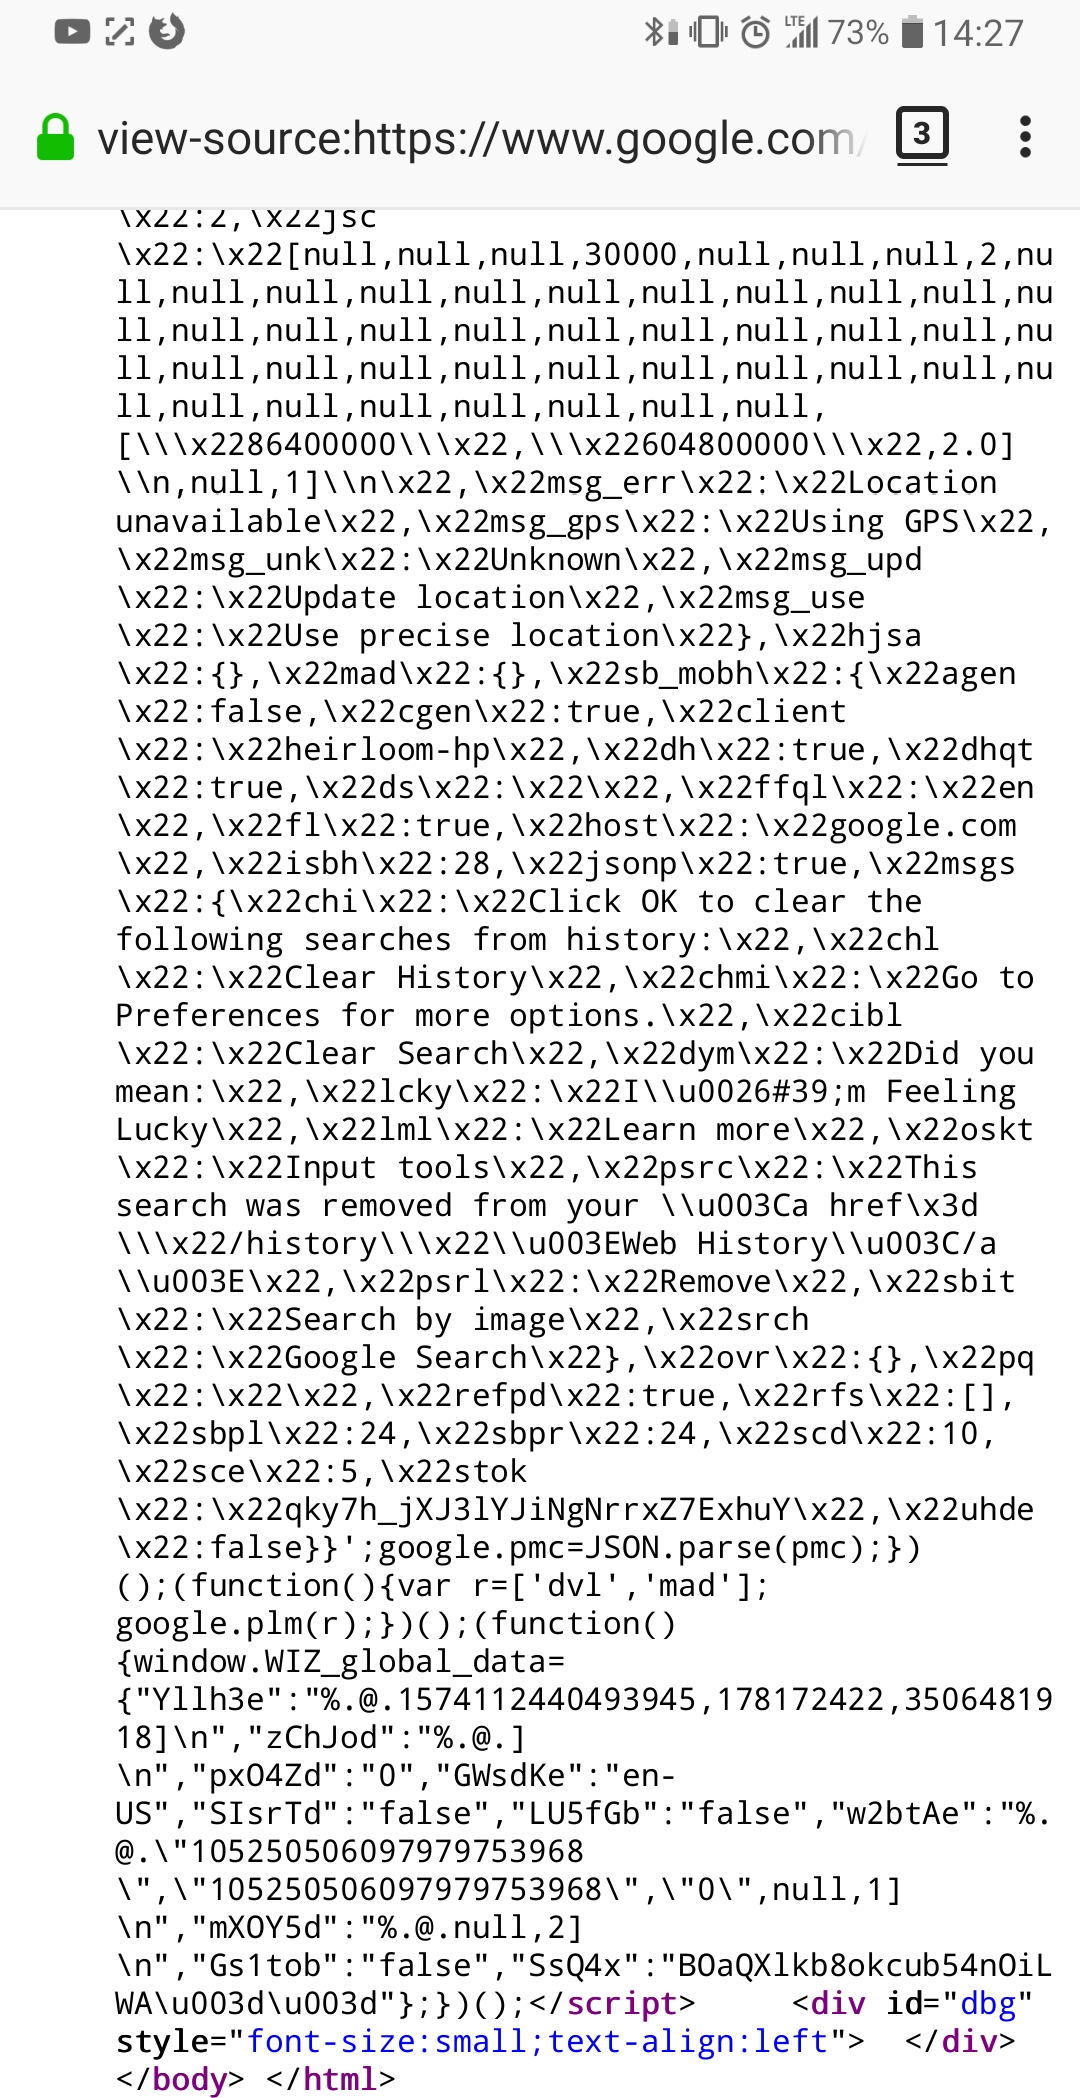 LTE 73% 14:27
view-source:https://www.google.com/ 3
\x22:2,\x22jsc
\x22:\x22[null,null,null,30000,null,null,null,2,nu
ll,null,null,null,null,null,null,null,null,null,nu
ll,null,null,null,null,null,null,null,null,null,nu
ll,null,null,null,null,null,null,null,null,null,nu
ll,null,null,null,null,null,null,null,
[\\\x2286400000\\\x22,\\\x22604800000\\\x22,2.0]
\\n,null,1]\\n\x22,\x22msg_err\x22:\x22Location
unavailable\x22,\x22msg_gps\x22:\x22Using GPS\x22,
\x22msg_unk\x22:\x22Unknown\x22,\x22msg_upd
\x22:\x22Update location\x22,\x22msg_use
\x22:\x22Use precise location\x22},\x22hjsa
\x22:{},\x22mad\x22:{},\x22sb_mobh\x22:{\x22agen
\x22:false,\x22cgen\x22:true,\x22client
\x22:\x22heirloom-hp\x22,\x22dh\x22:true,\x22dhqt
\x22:true,\x22ds\x22:\x22\x22,\x22ffql\x22:\x22en
\x22,\x22fl\x22:true,\x22host\x22:\x22google.com
\x22,\x22isbh\x22:28,\x22jsonp\x22:true,\x22msgs
\x22:{\x22chi\x22:\x22Click OK to clear the
following searches from history:\x22,\x22chl
\x22:\x22Clear History\x22,\x22chmi\x22:\x22Go to
Preferences for more options.\x22,\x22cibl
\x22:\x22Clear Search\x22,\x22dym\x22:\x22Did you
mean:\x22,\x22lcky\x22:\x22I\\u0026#39;m Feeling
Lucky\x22,\x22lml\x22:\x22Learn more\x22,\x22oskt
\x22:\x22Input tools\x22,\x22psrc\x22:\x22This
search was removed from your \\u003Ca href\x3d
\\\x22/history\\\x22\\u003EWeb History\\u003C/a
\\u003E\x22,\x22psrl\x22:\x22Remove\x22,\x22sbit
\x22:\x22Search by image\x22,\x22srch
\x22:\x22Google Search\x22},\x22ovr\x22:{},\x22pq
\x22:\x22\x22,\x22refpd\x22:true,\x22rfs\x22:[],
\x22sbpl\x22:24,\x22sbpr\x22:24,\x22scd\x22:10,
\x22sce\x22:5,\x22stok
\x22:\x22qky7h_jXJ3lYJiNgNrrxZ7ExhuY\x22,\x22uhde
\x22:false}}';google.pmc=JSON.parse(pmc);})
();(function(){var r=['dvl','mad'];
google.plm(r);})();(function()
{window.WIZ_global_data=
{"Yllh3e":"%.@.1574112440493945,178172422,35064819
18]\n","zChJod":"%.@.]
\n","pxO4Zd":"0","GWsdKe":"en-
US","SIsrTd":"false","LU5fGb":"false","w2btAe":"%.
@.\"105250506097979753968
\",\"105250506097979753968\",\"0\",null,1]
\n","mXOY5d":"%.@.null,2]
\n","Gs1tob":"false","SsQ4x":"BOaQXlkb8okcub54nOiL
WA\u003d\u003d"};})();</script> <div id="dbg"
style="font-size:small;text-align:left"> </div>
</body> </html>